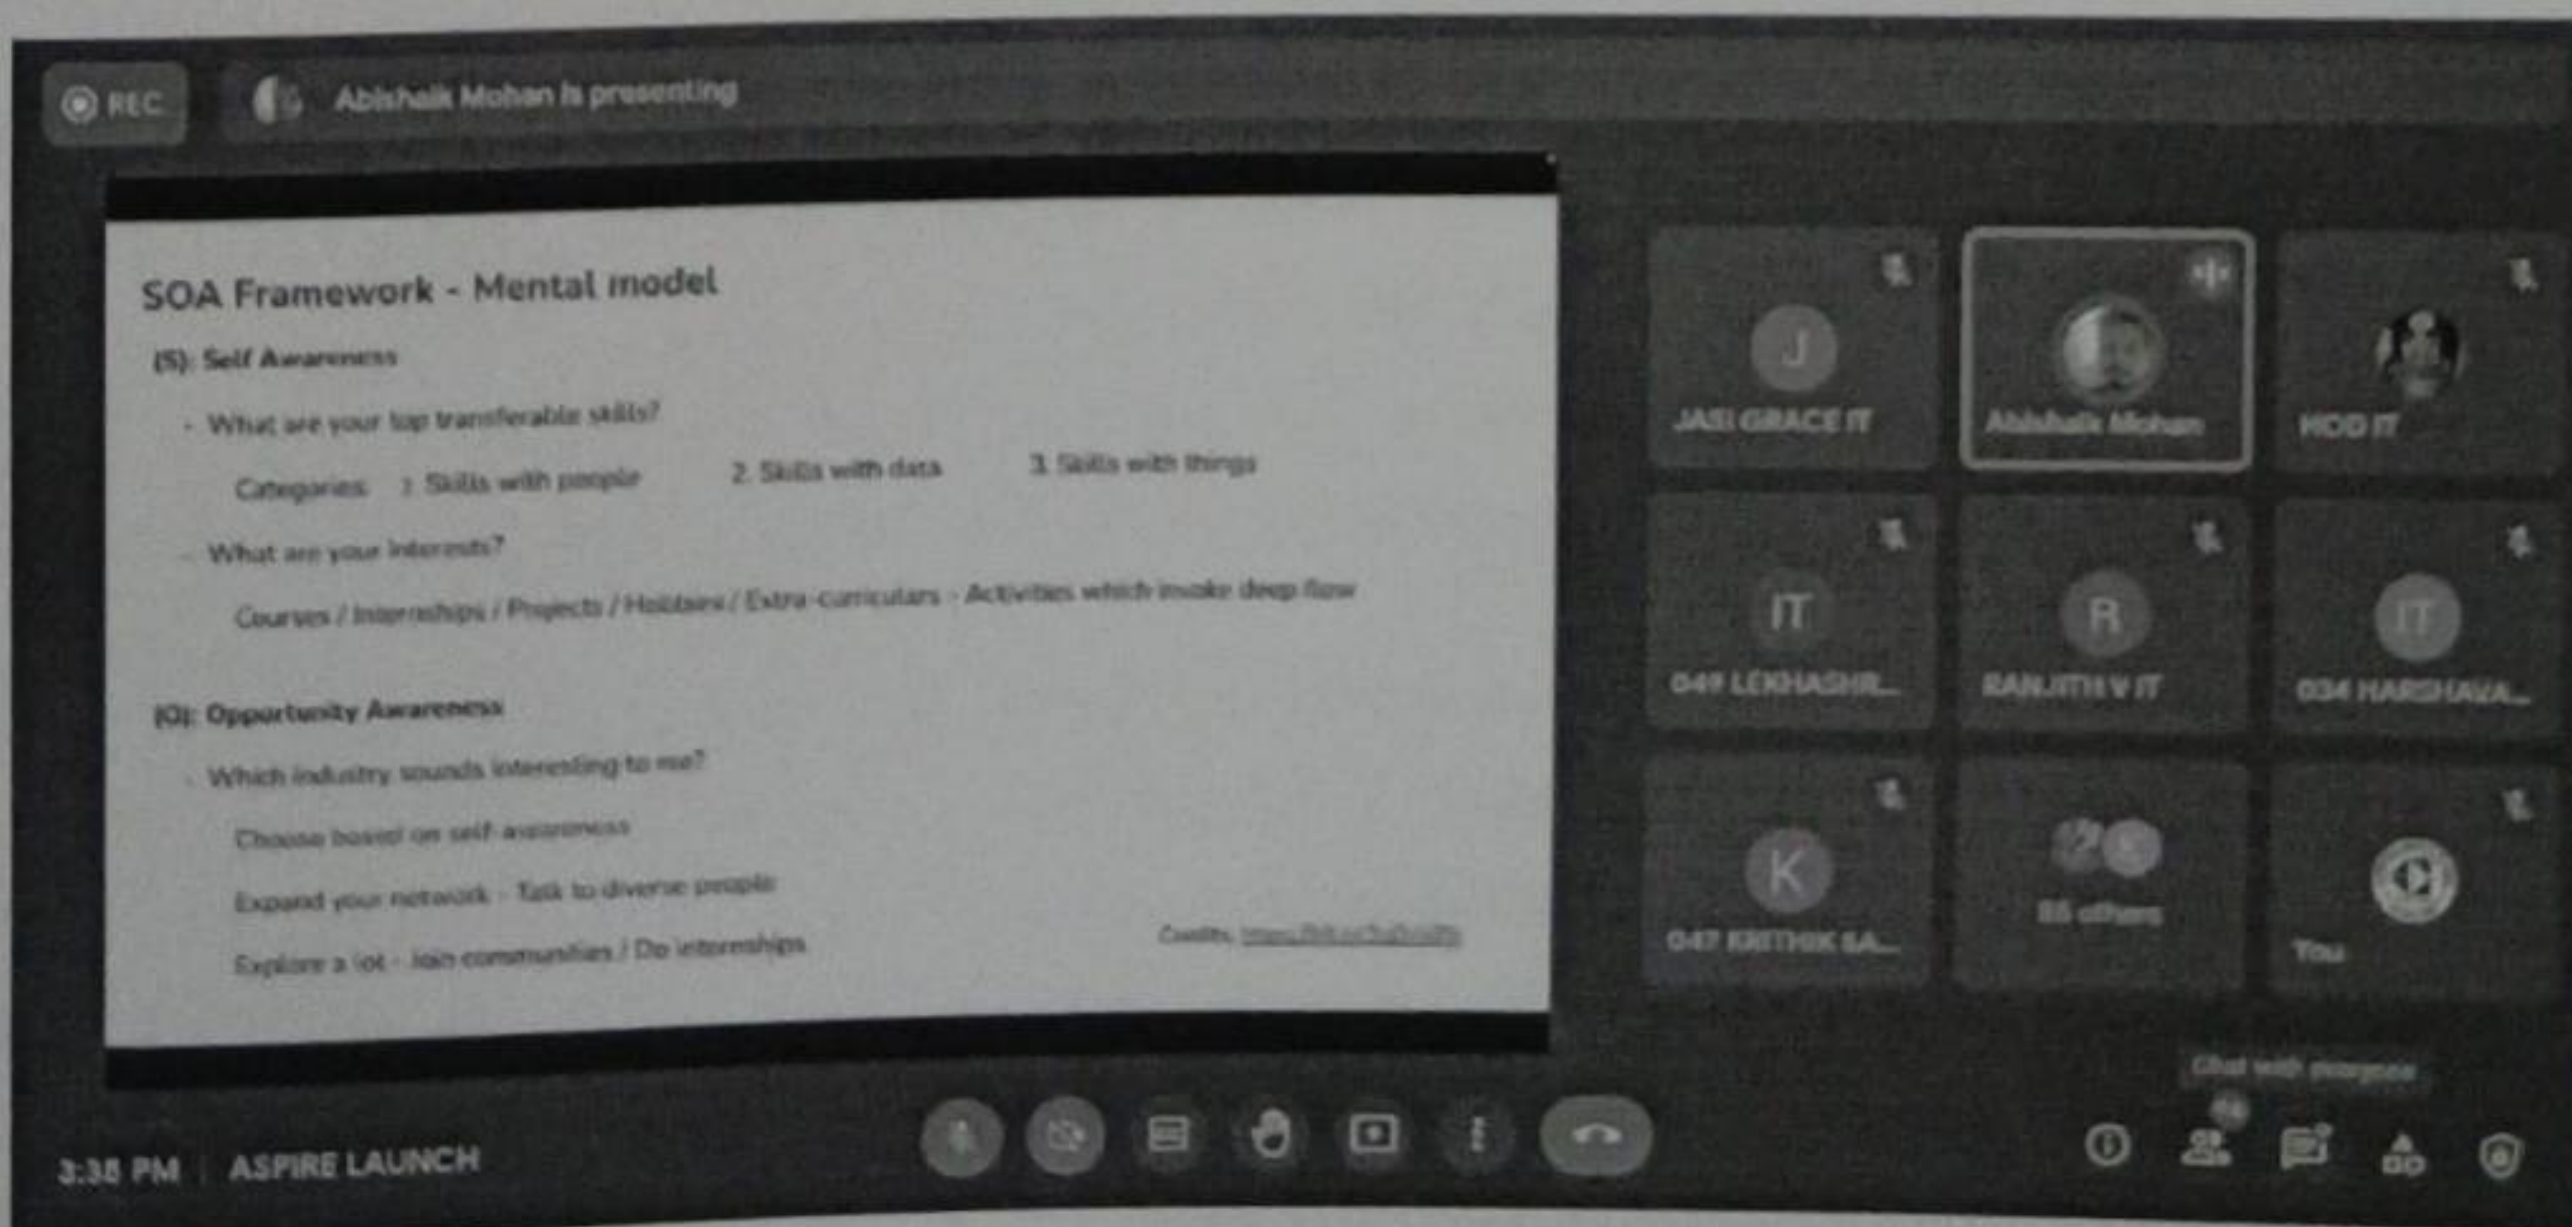 REC
Abishaik Mohan is presenting
SOA Framework - Mental model
(S): Self Awareness
- What are your top transferable skills?
Categories: 1. Skills with people 2. Skills with data 3. Skills with things
- What are your interests?
Courses / Internships / Projects / Hobbies / Extra-curriculars - Activities which invoke deep flow
(O): Opportunity Awareness
- Which industry sounds interesting to me?
Choose based on self-awareness
Expand your network - Talk to diverse people
Explore a lot - Join communities / Do internships
Credits:
J
JASI GRACE IT
Abishaik Mohan
HOD IT
IT
049 LEKHASHR...
R
RANJITH V IT
IT
034 HARSHAVA...
K
047 KRITHIK SA...
others
You
Chat with everyone
PM | ASPIRE LAUNCH